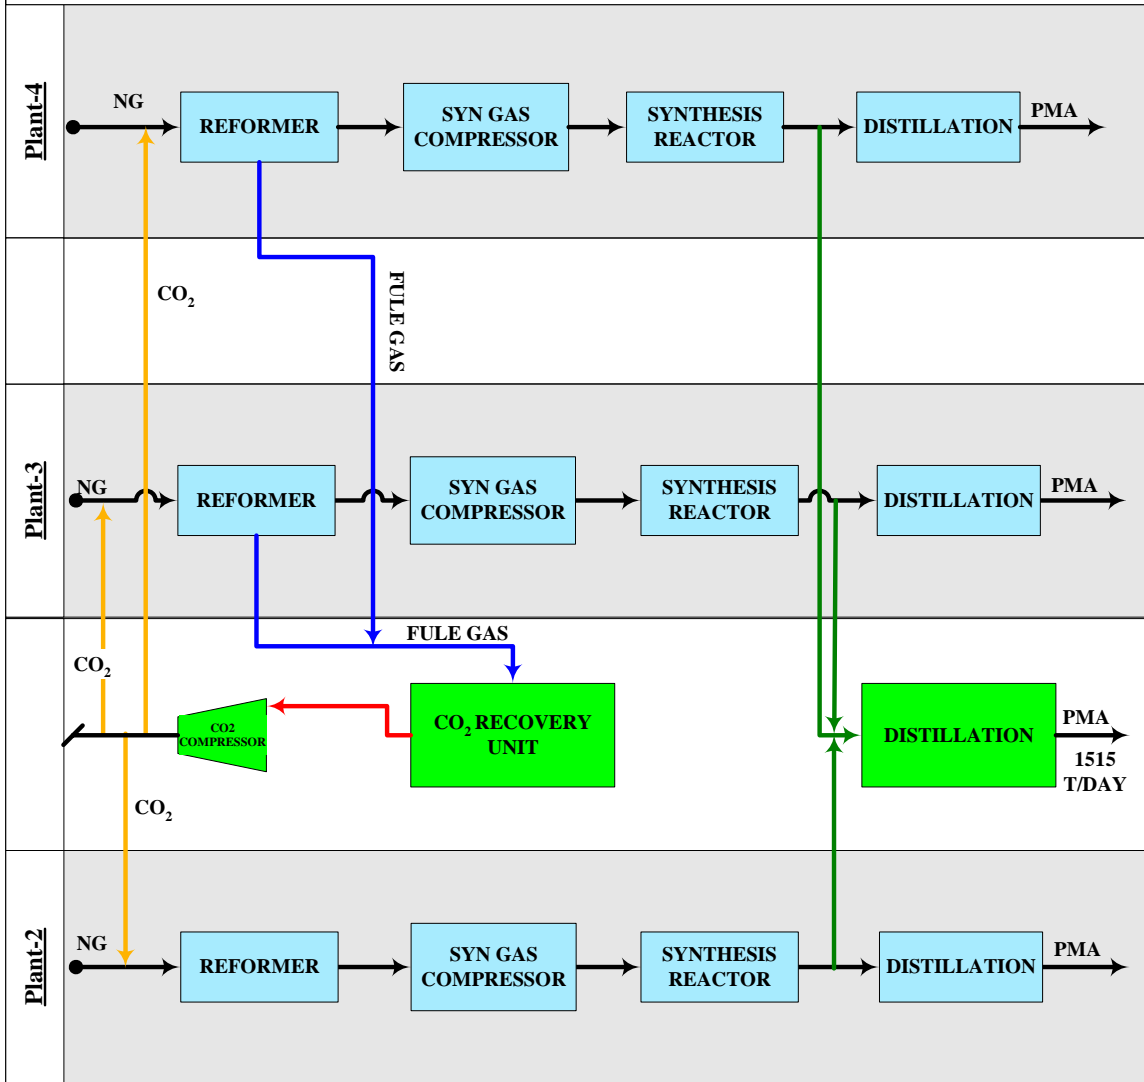 Plant-4
NG
REFORMER
SYN GAS
COMPRESSOR
SYNTHESIS
REACTOR
DISTILLATION
PMA
CO₂
FULE GAS
Plant-3
NG
REFORMER
SYN GAS
COMPRESSOR
SYNTHESIS
REACTOR
DISTILLATION
PMA
CO₂
FULE GAS
CO2
COMPRESSOR
CO₂ RECOVERY
UNIT
DISTILLATION
PMA
1515
T/DAY
CO₂
Plant-2
NG
REFORMER
SYN GAS
COMPRESSOR
SYNTHESIS
REACTOR
DISTILLATION
PMA